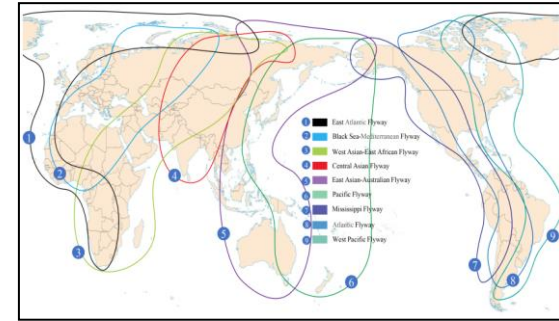 1 East Atlantic Flyway
2 Black Sea-Mediterranean Flyway
3 West Asian-East African Flyway
4 Central Asian Flyway
5 East Asian-Australian Flyway
6 Pacific Flyway
7 Mississippi Flyway
8 Atlantic Flyway
9 West Pacific Flyway
1
2
3
4
5
6
7
8
9